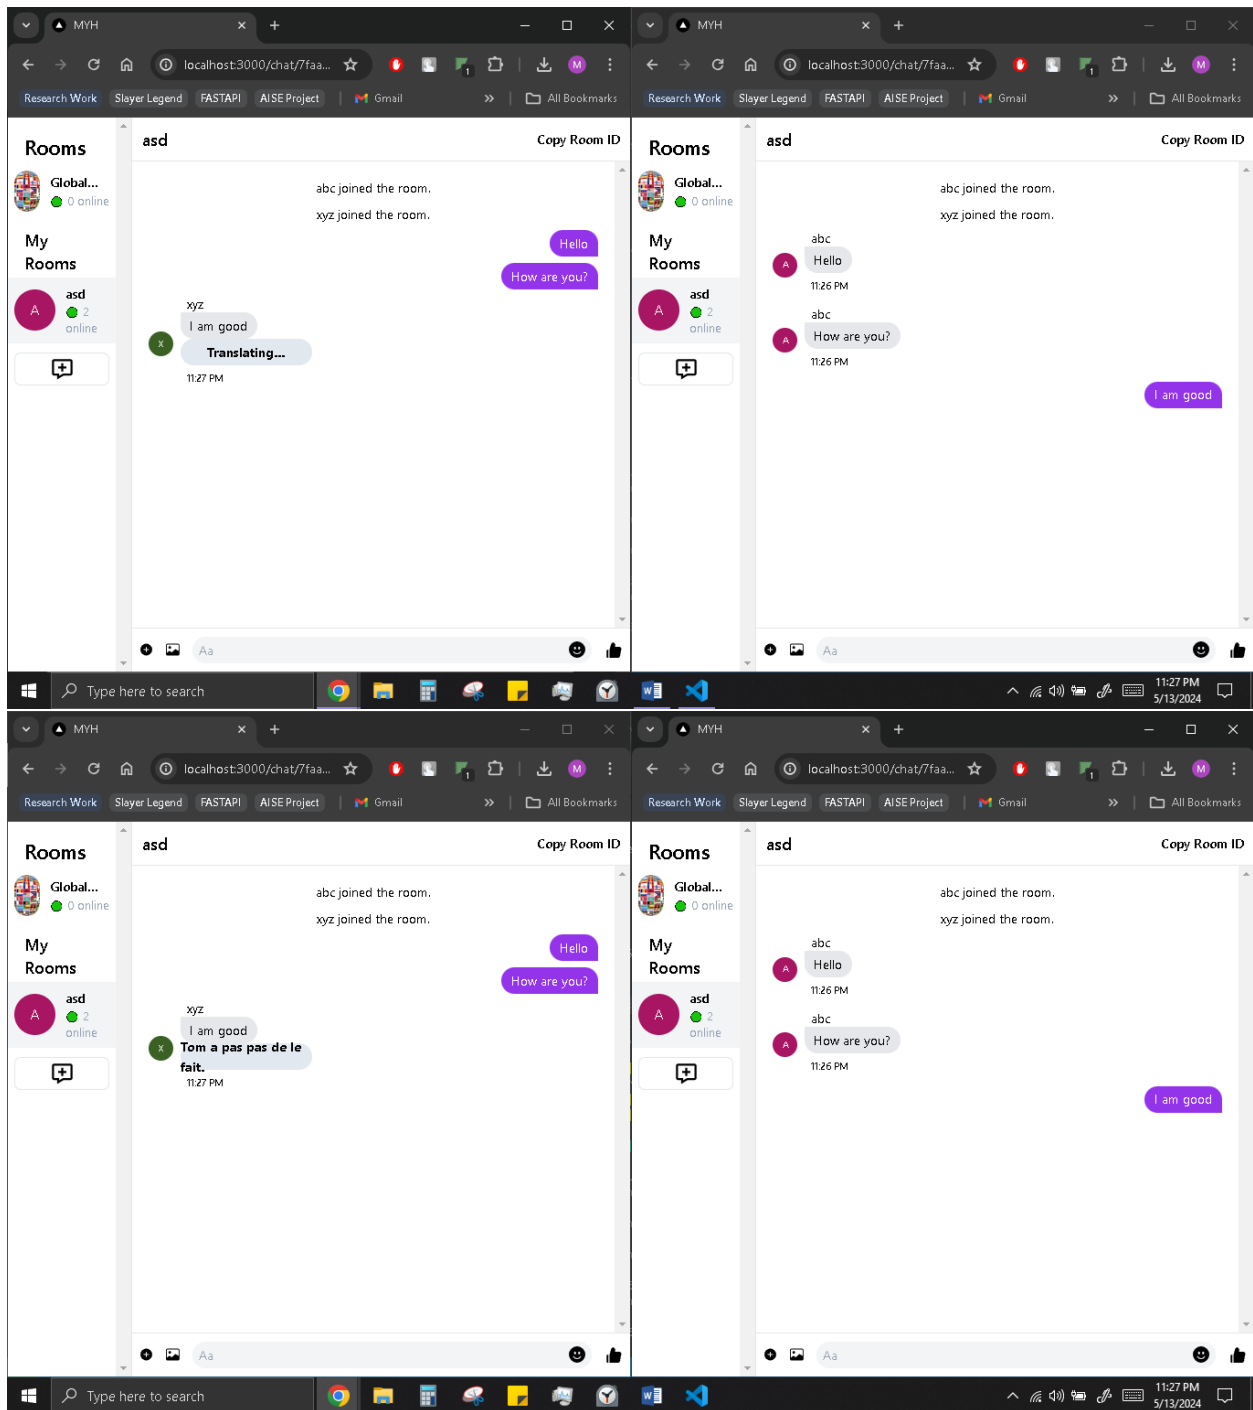 MYH
localhost:3000/chat/7faa...
1
M
Research Work
Slayer Legend
FASTAPI
AISE Project
Gmail
All Bookmarks
Rooms
Global...
0 online
My
Rooms
A
asd
2
online
asd
Copy Room ID
abc joined the room.
xyz joined the room.
Hello
How are you?
xyz
I am good
X
Translating...
11:27 PM
Aa
MYH
localhost:3000/chat/7faa...
1
M
Research Work
Slayer Legend
FASTAPI
AISE Project
Gmail
All Bookmarks
Rooms
Global...
0 online
My
Rooms
A
asd
2
online
asd
Copy Room ID
abc joined the room.
xyz joined the room.
abc
A
Hello
11:26 PM
abc
A
How are you?
11:26 PM
I am good
Aa
Type here to search
11:27 PM
5/13/2024
MYH
localhost:3000/chat/7faa...
1
M
Research Work
Slayer Legend
FASTAPI
AISE Project
Gmail
All Bookmarks
Rooms
Global...
0 online
My
Rooms
A
asd
2
online
asd
Copy Room ID
abc joined the room.
xyz joined the room.
Hello
How are you?
xyz
I am good
X
Tom a pas pas de le
fait.
11:27 PM
Aa
MYH
localhost:3000/chat/7faa...
1
M
Research Work
Slayer Legend
FASTAPI
AISE Project
Gmail
All Bookmarks
Rooms
Global...
0 online
My
Rooms
A
asd
2
online
asd
Copy Room ID
abc joined the room.
xyz joined the room.
abc
A
Hello
11:26 PM
abc
A
How are you?
11:26 PM
I am good
Aa
Type here to search
11:27 PM
5/13/2024